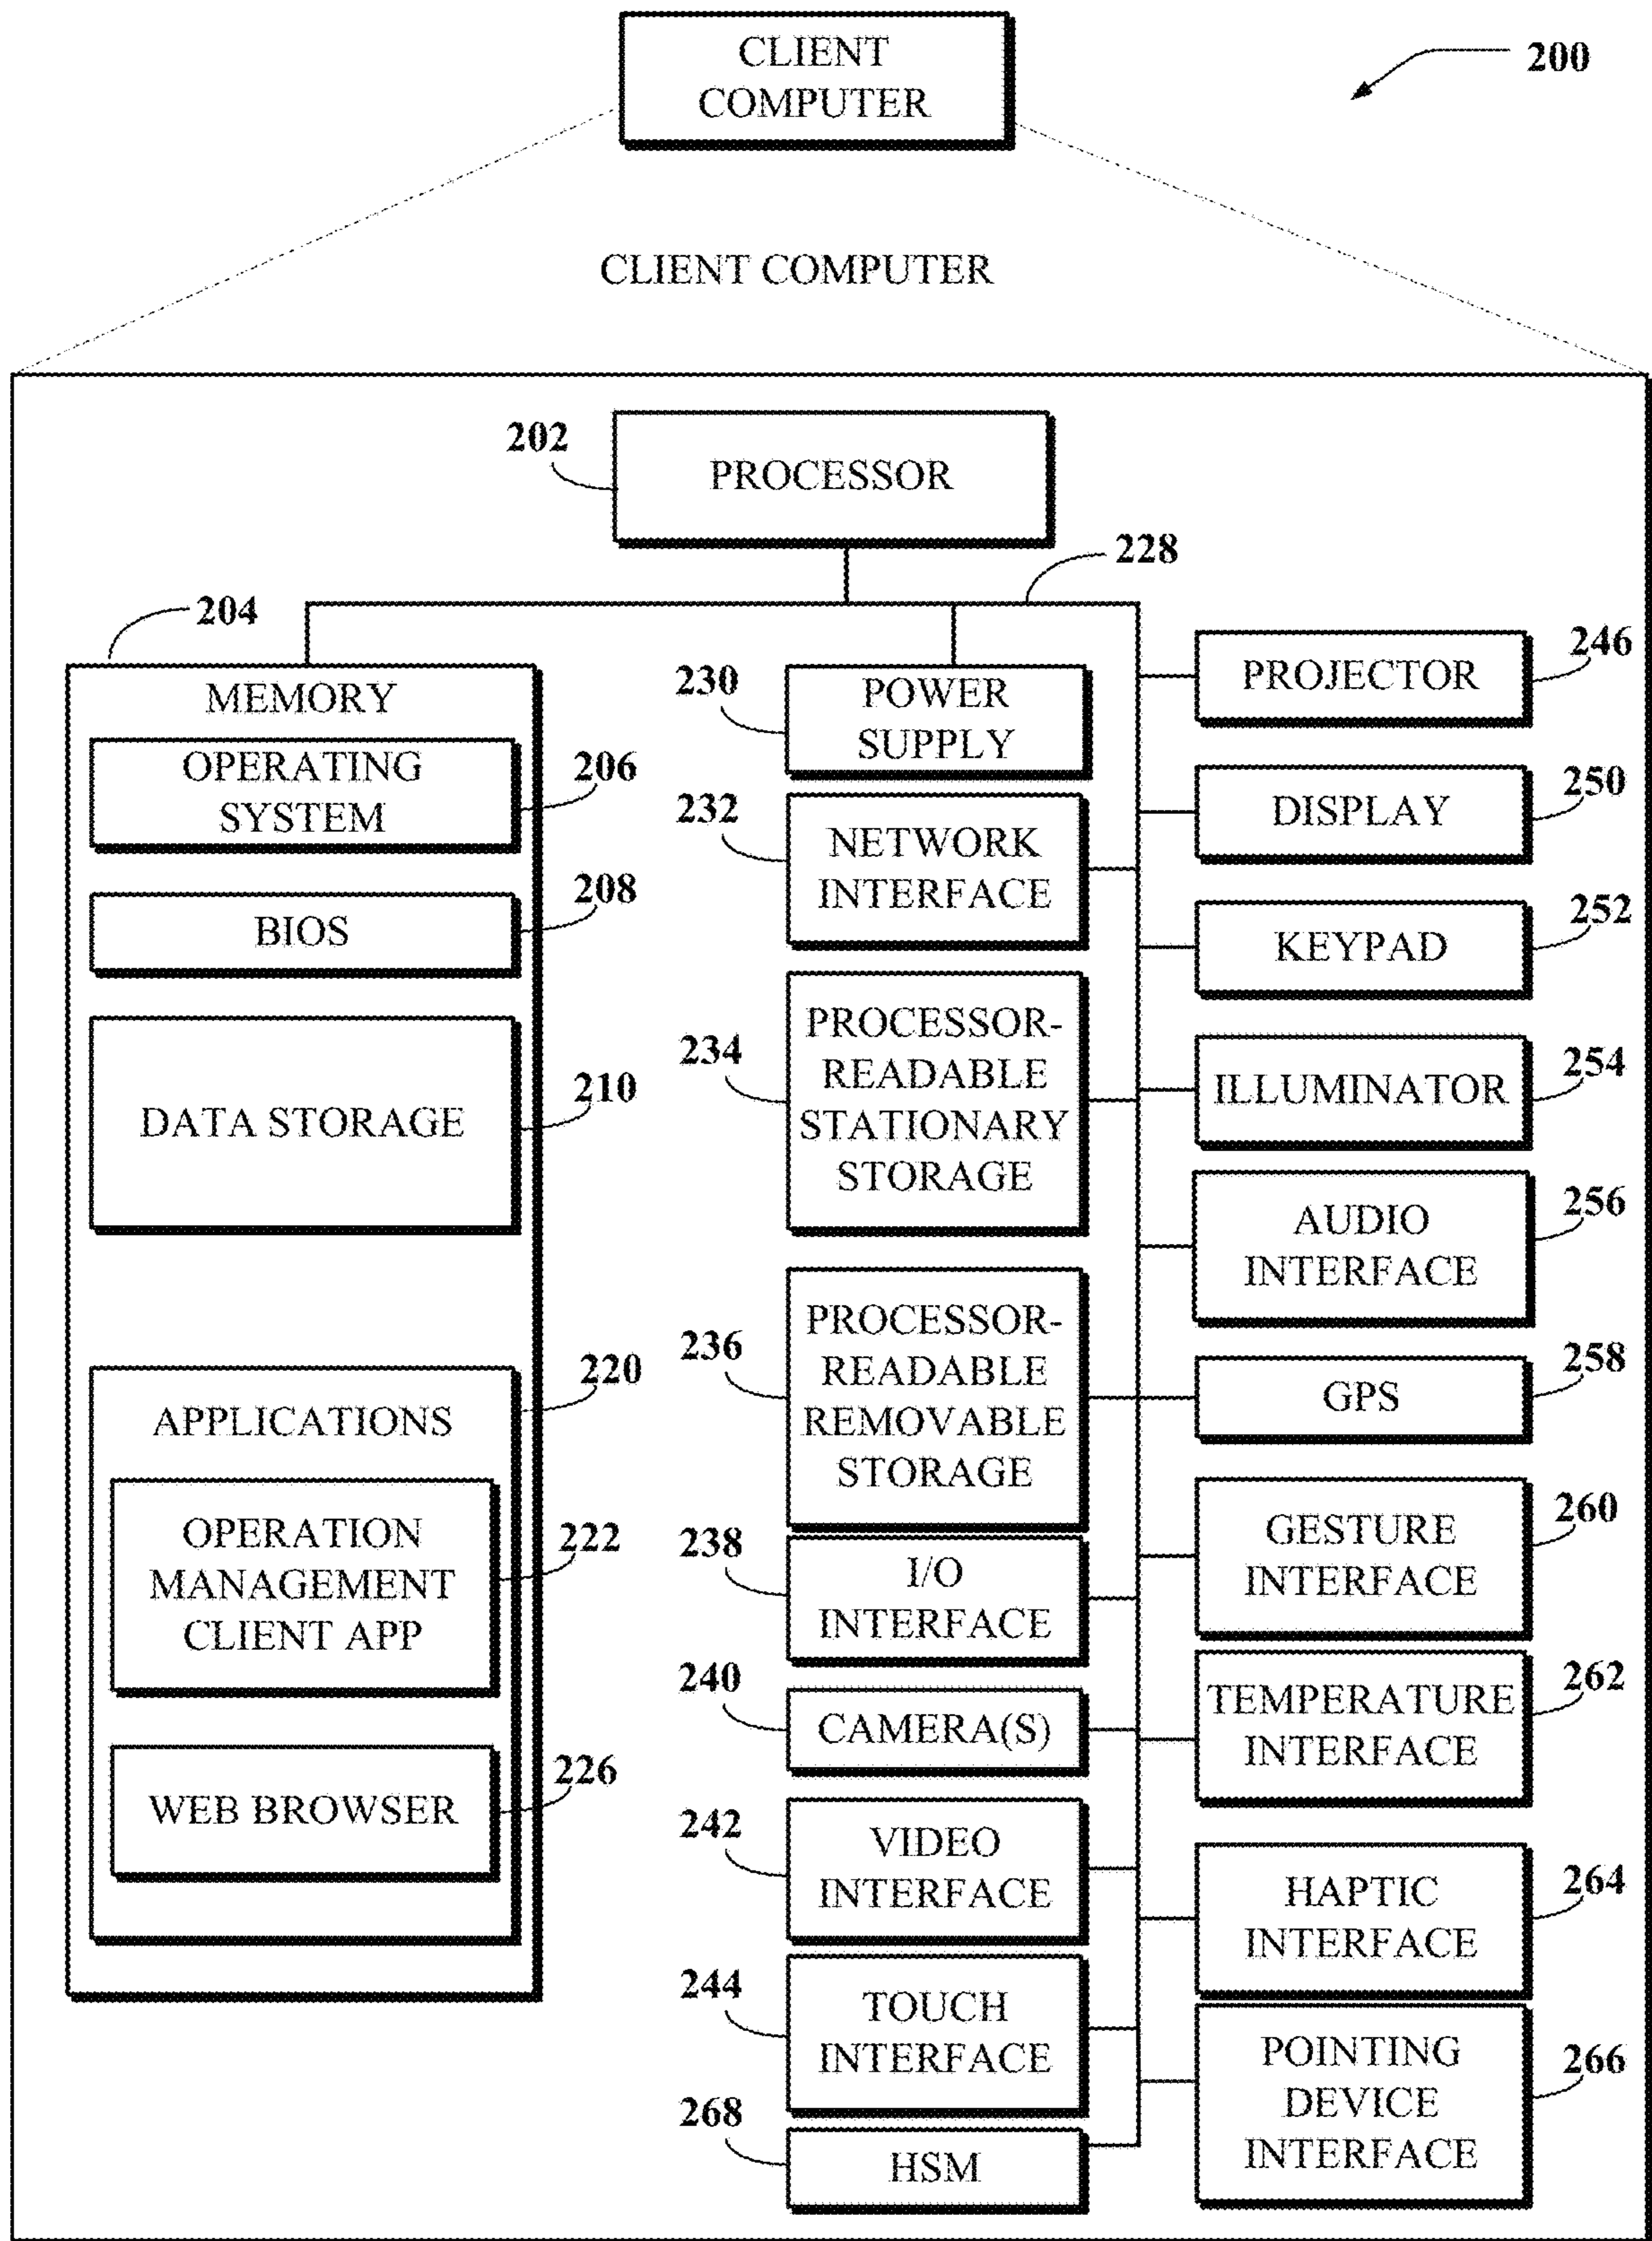 CLIENT
COMPUTER
200
CLIENT COMPUTER
202
PROCESSOR
228
204
MEMORY
OPERATING
SYSTEM
206
BIOS
208
DATA STORAGE
210
APPLICATIONS
220
OPERATION
MANAGEMENT
CLIENT APP
222
WEB BROWSER
226
230
POWER
SUPPLY
232
NETWORK
INTERFACE
234
PROCESSOR-
READABLE
STATIONARY
STORAGE
236
PROCESSOR-
READABLE
REMOVABLE
STORAGE
238
I/O
INTERFACE
240
CAMERA(S)
242
VIDEO
INTERFACE
244
TOUCH
INTERFACE
268
HSM
PROJECTOR
246
DISPLAY
250
KEYPAD
252
ILLUMINATOR
254
AUDIO
INTERFACE
256
GPS
258
GESTURE
INTERFACE
260
TEMPERATURE
INTERFACE
262
HAPTIC
INTERFACE
264
POINTING
DEVICE
INTERFACE
266